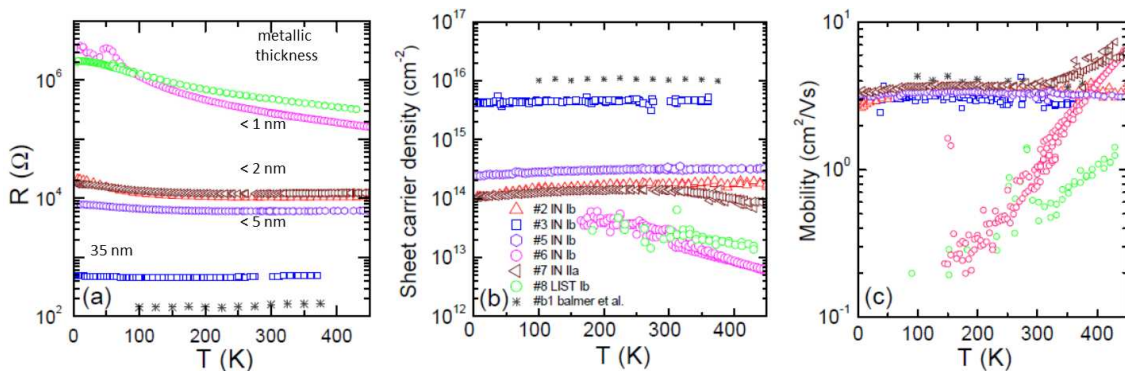 metallic
thickness
10⁶
10⁴
10²
R (Ω)
< 1 nm
< 2 nm
< 5 nm
35 nm
(a)
0 100 200 300 400
T (K)
10¹⁷
10¹⁶
10¹⁵
10¹⁴
10¹³
10¹²
Sheet carrier density (cm⁻²)
#2 IN Ib
#3 IN Ib
#5 IN Ib
#6 IN Ib
#7 IN IIa
#8 LIST Ib
#b1 balmer et al.
(b)
0 100 200 300 400
T (K)
10¹
10⁰
10⁻¹
Mobility (cm²/Vs)
(c)
0 100 200 300 400
T (K)